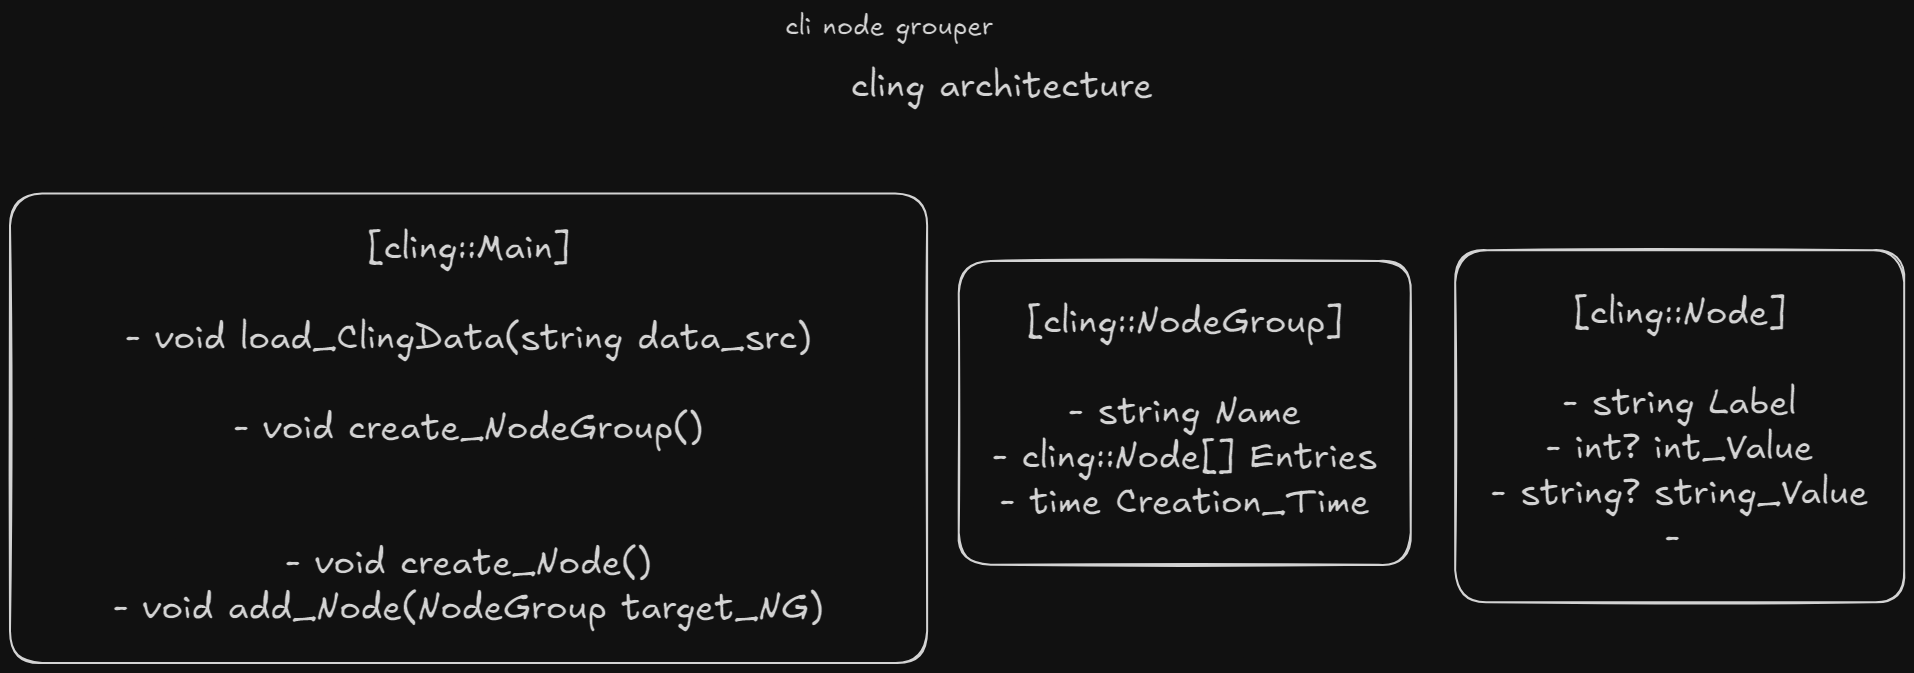 cli node grouper
cling architecture
[cling::Main]
- void load_ClingData(string data_src)
- void create_NodeGroup()
- void create_Node()
- void add_Node(NodeGroup target_NG)
[cling::NodeGroup]
- string Name
- cling::Node[] Entries
- time Creation_Time
[cling::Node]
- string Label
- int? int_Value
- string? string_Value
-